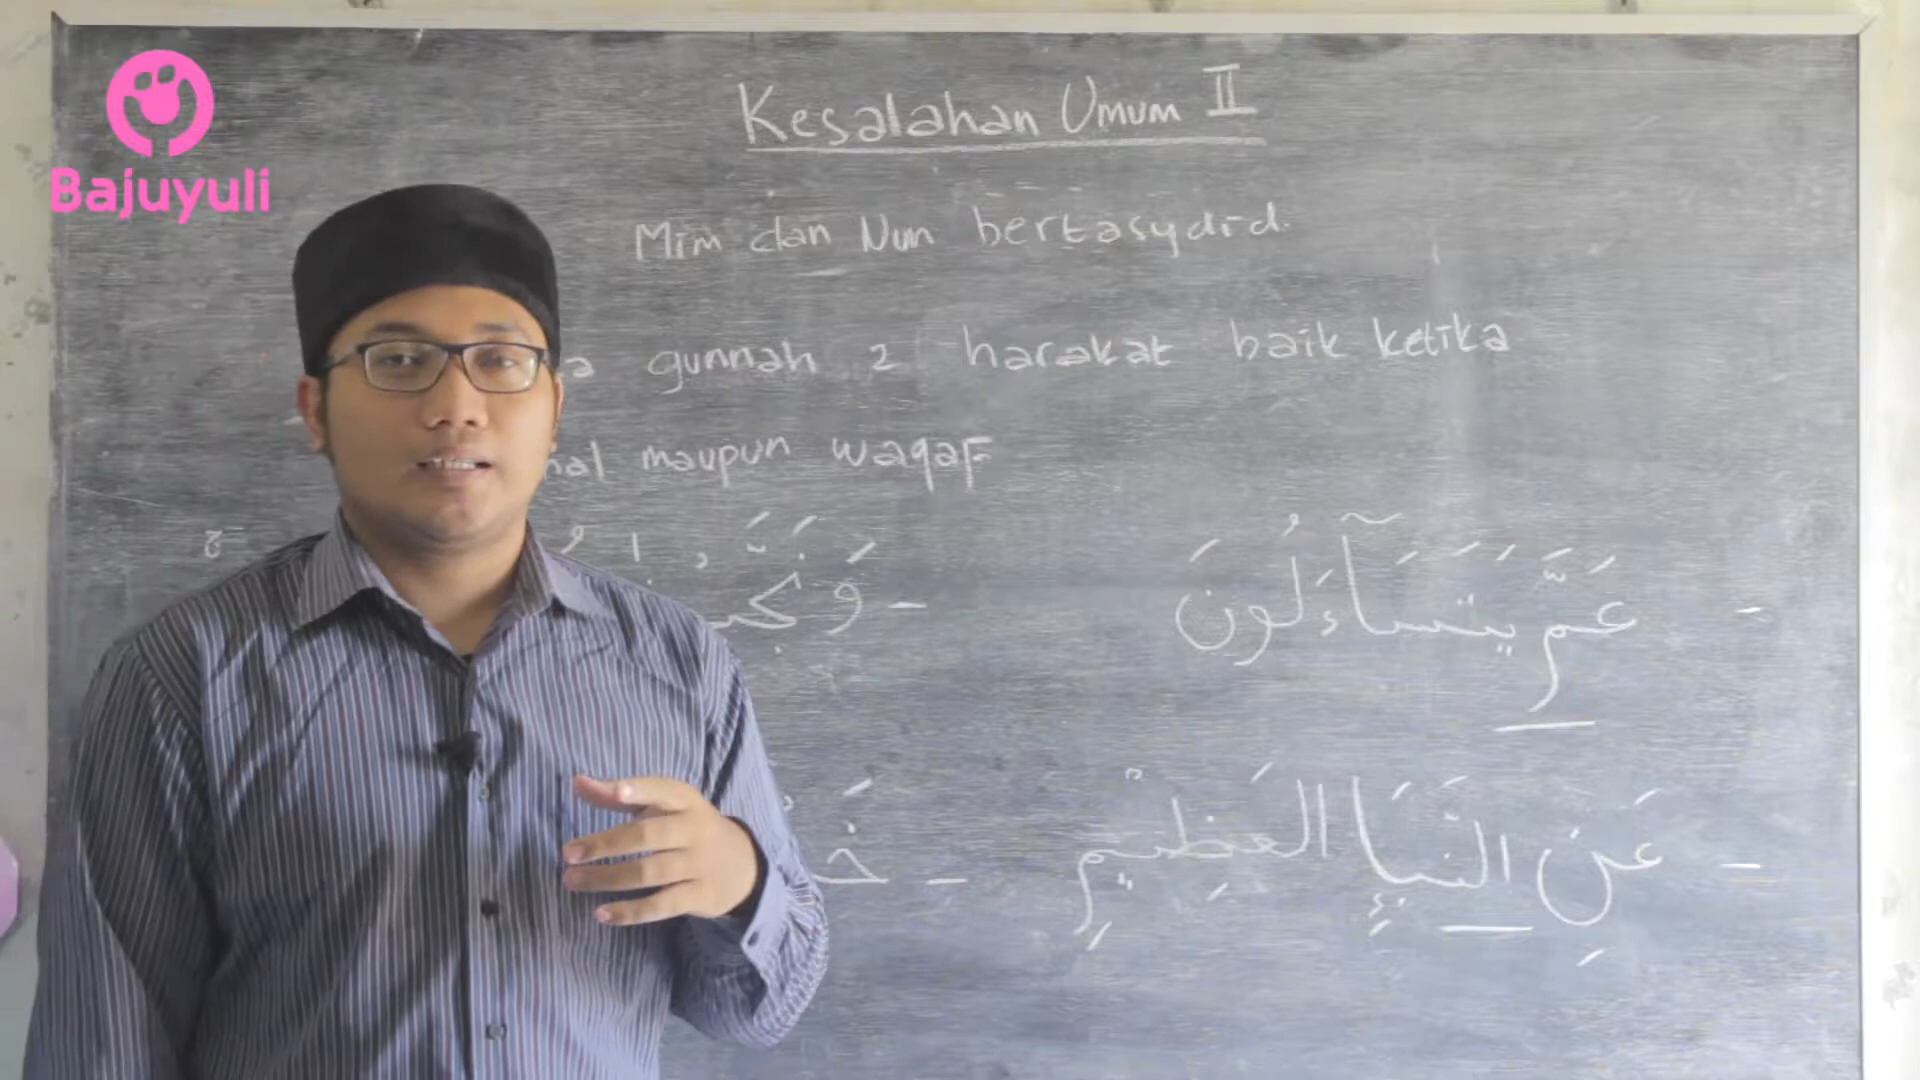 Bajuyuli
Kesalahan Umum II
Mim dan Nun bertasydid.
gunnah 2 harakat baik ketika
maupun waqaf
- عَمَّ يَتَسَآءَلُونَ
- عَنِ النَّبَإِ الْعَظِيْمِ